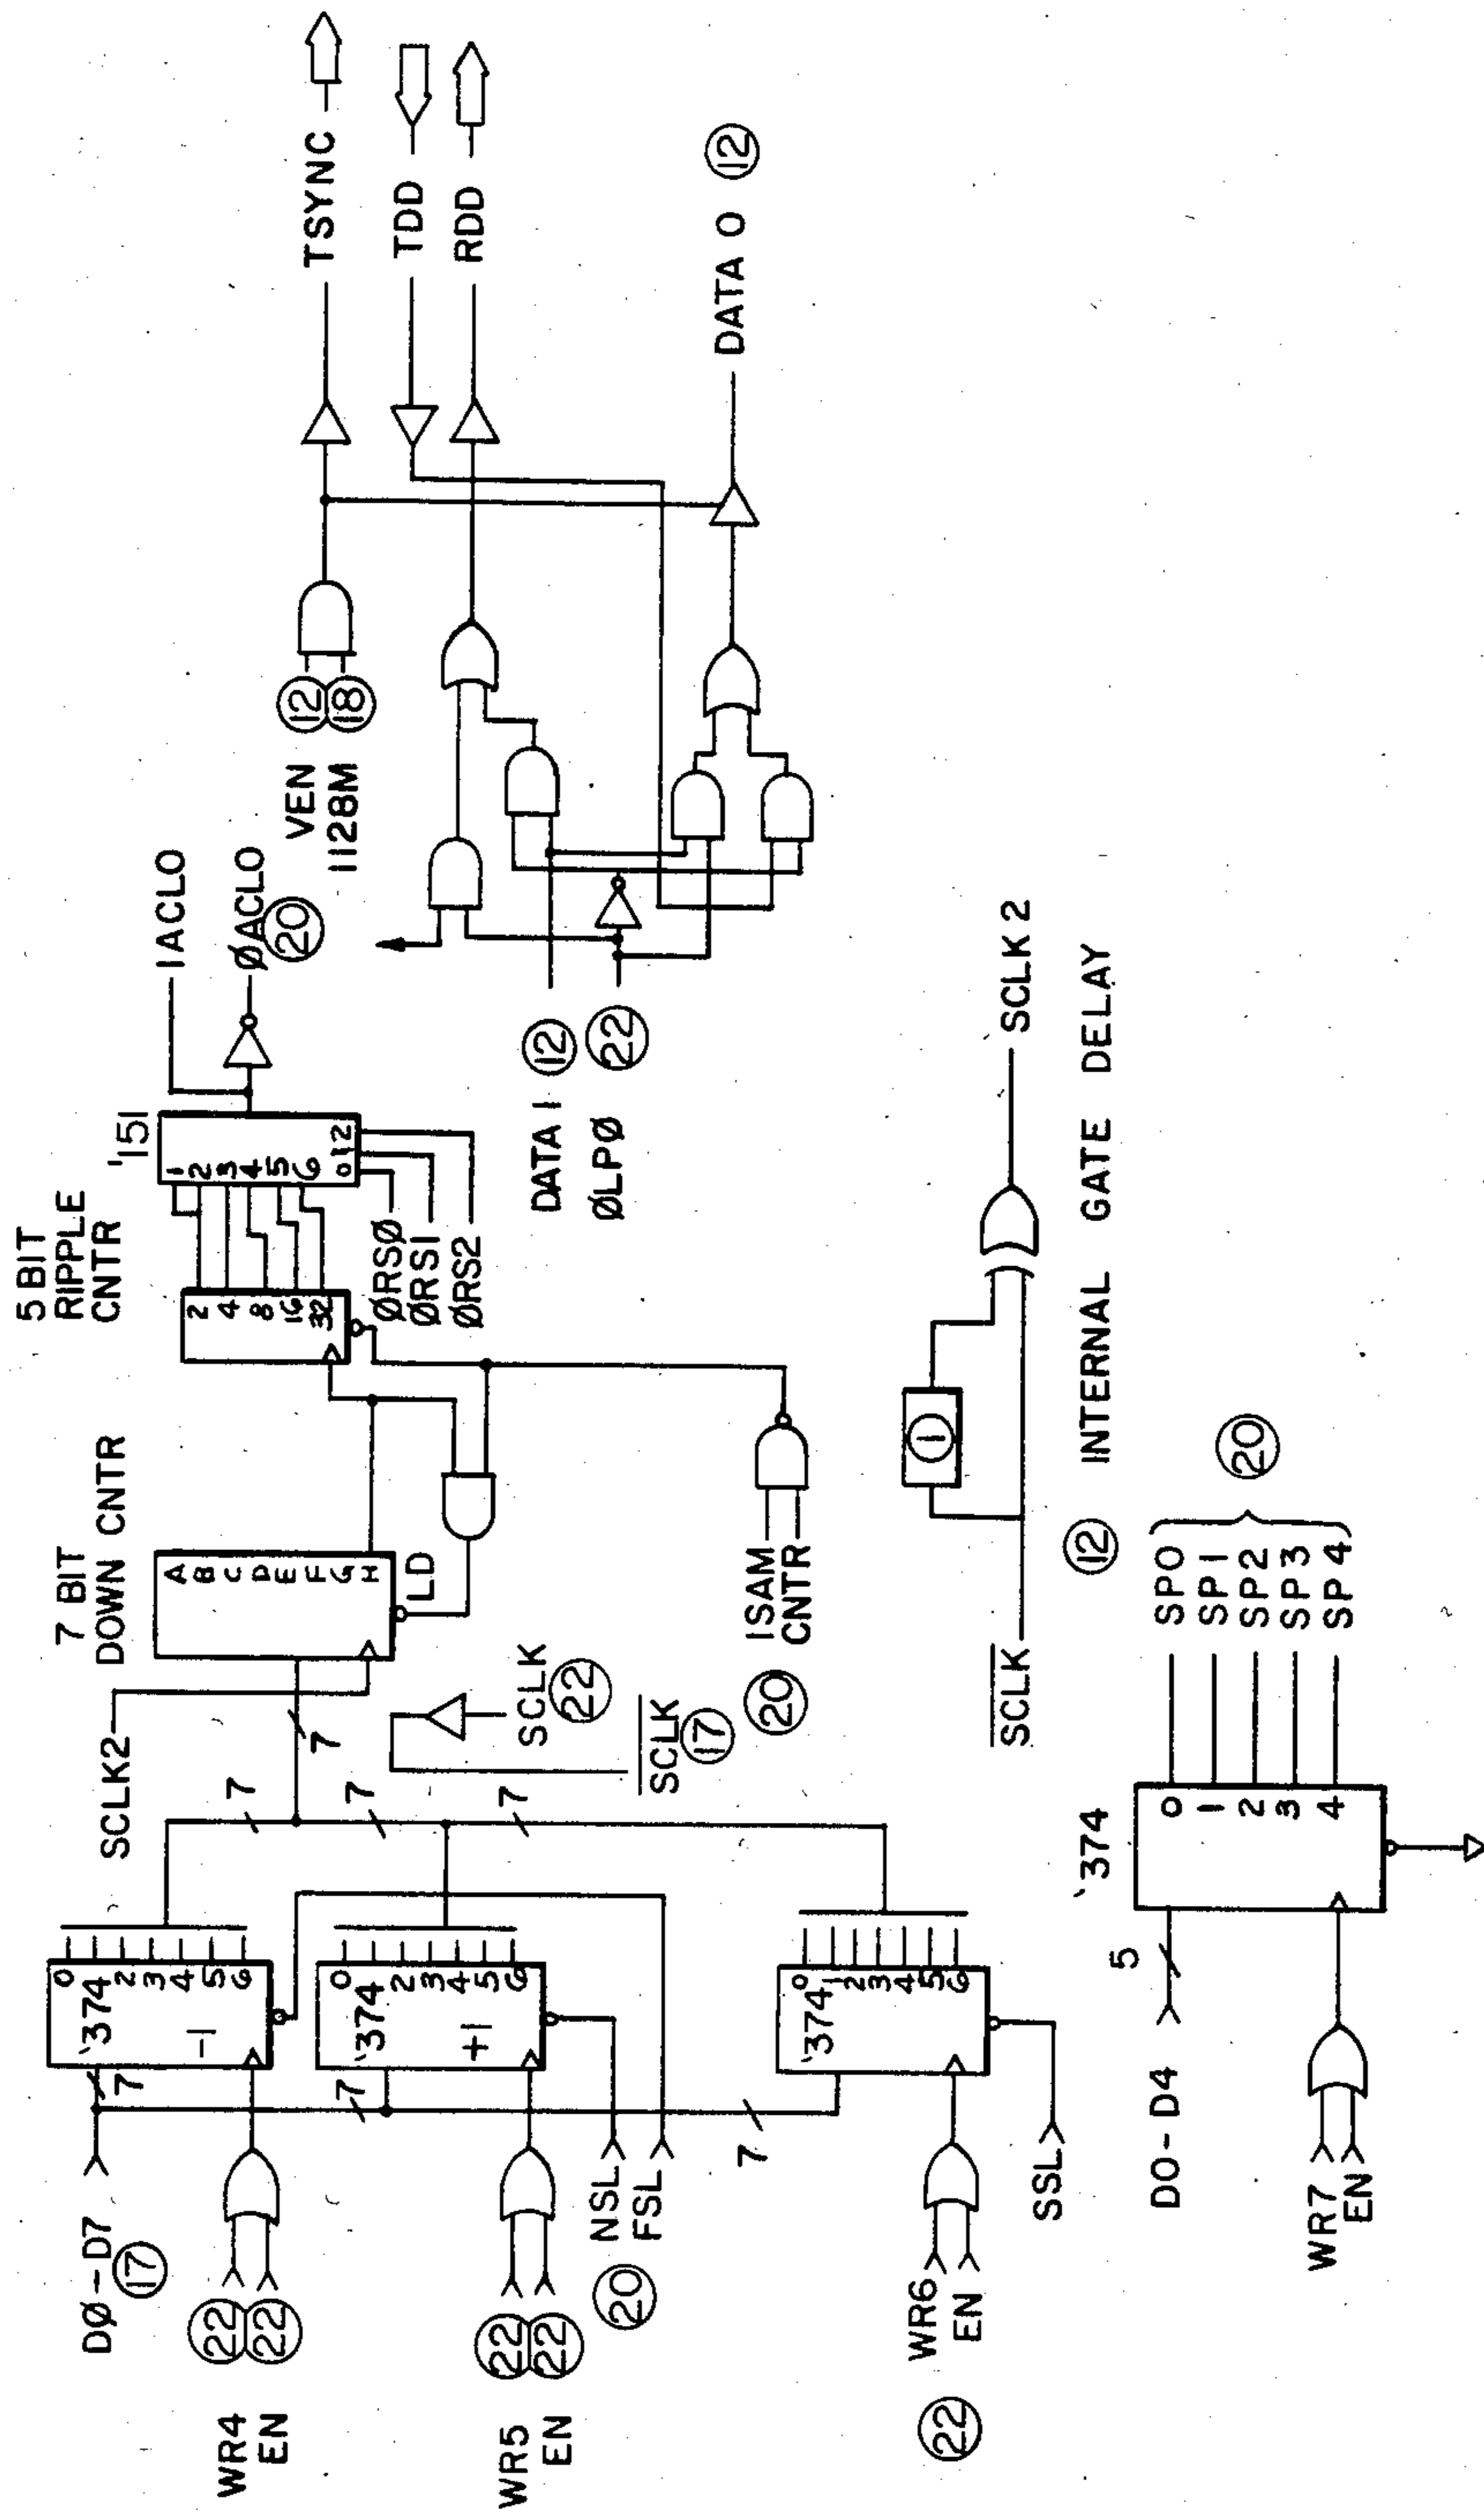 DØ-D7
17
WR4
EN
22
22
7
'374
-1
0
2
3
4
5
6
WR5
EN
22
22
7
'374
+1
0
2
3
4
5
6
NSL
FSL
20
7
WR6
EN
22
'374
0
1
2
3
4
5
6
SSL
SCLK2
7
7
7
7
7 BIT
DOWN CNTR
A
B
C
D
E
F
G
H
LD
SCLK
22
SCLK
17
20
1SAM
CNTR
5 BIT
RIPPLE
CNTR
2
4
8
16
32
'151
1
2
3
4
5
6
0 1 2
ØRSØ
ØRS1
ØRS2
1ACLO
ØACLO
20
VEN 12
1128M 18
TSYNC
TDD
RDD
DATA 1 12
ØLPØ 22
DATA 0 12
SCLK
1
SCLK2
12 INTERNAL GATE DELAY
D0-D4
5
'374
0
1
2
3
4
WR7
EN
SP0
SP1
SP2
SP3
SP4
20